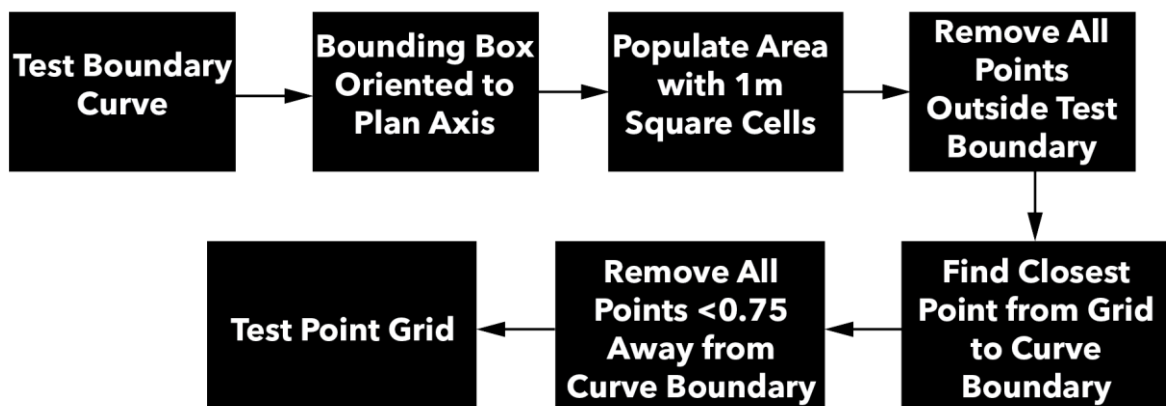 Test Boundary
Curve
Bounding Box
Oriented to
Plan Axis
Populate Area
with 1m
Square Cells
Remove All
Points
Outside Test
Boundary
Find Closest
Point from Grid
to Curve
Boundary
Remove All
Points <0.75
Away from
Curve Boundary
Test Point Grid